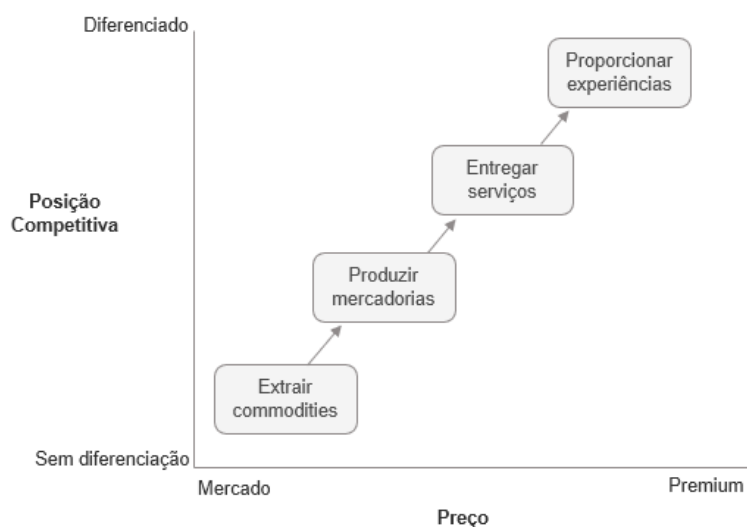 Diferenciado
Proporcionar
experiências
Entregar
serviços
Posição
Competitiva
Produzir
mercadorias
Extrair
commodities
Sem diferenciação
Mercado
Premium
Preço